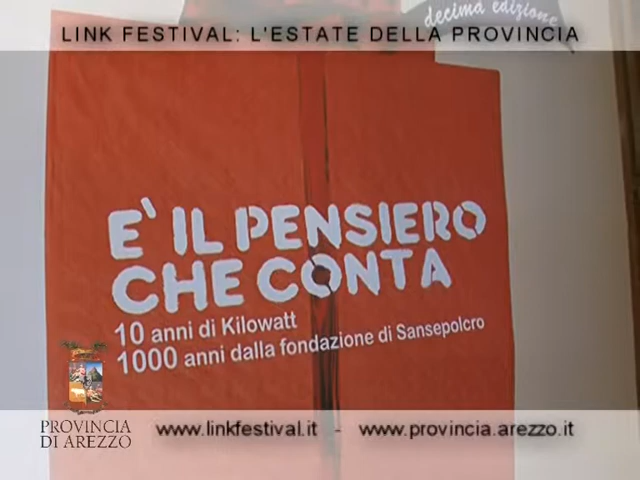 decima edizione
LINK FESTIVAL: L'ESTATE DELLA PROVINCIA
E` IL PENSIERO
CHE CONTA
10 anni di Kilowatt
1000 anni dalla fondazione di Sansepolcro
PROVINCIA
DI AREZZO
www.linkfestival.it - www.provincia.arezzo.it